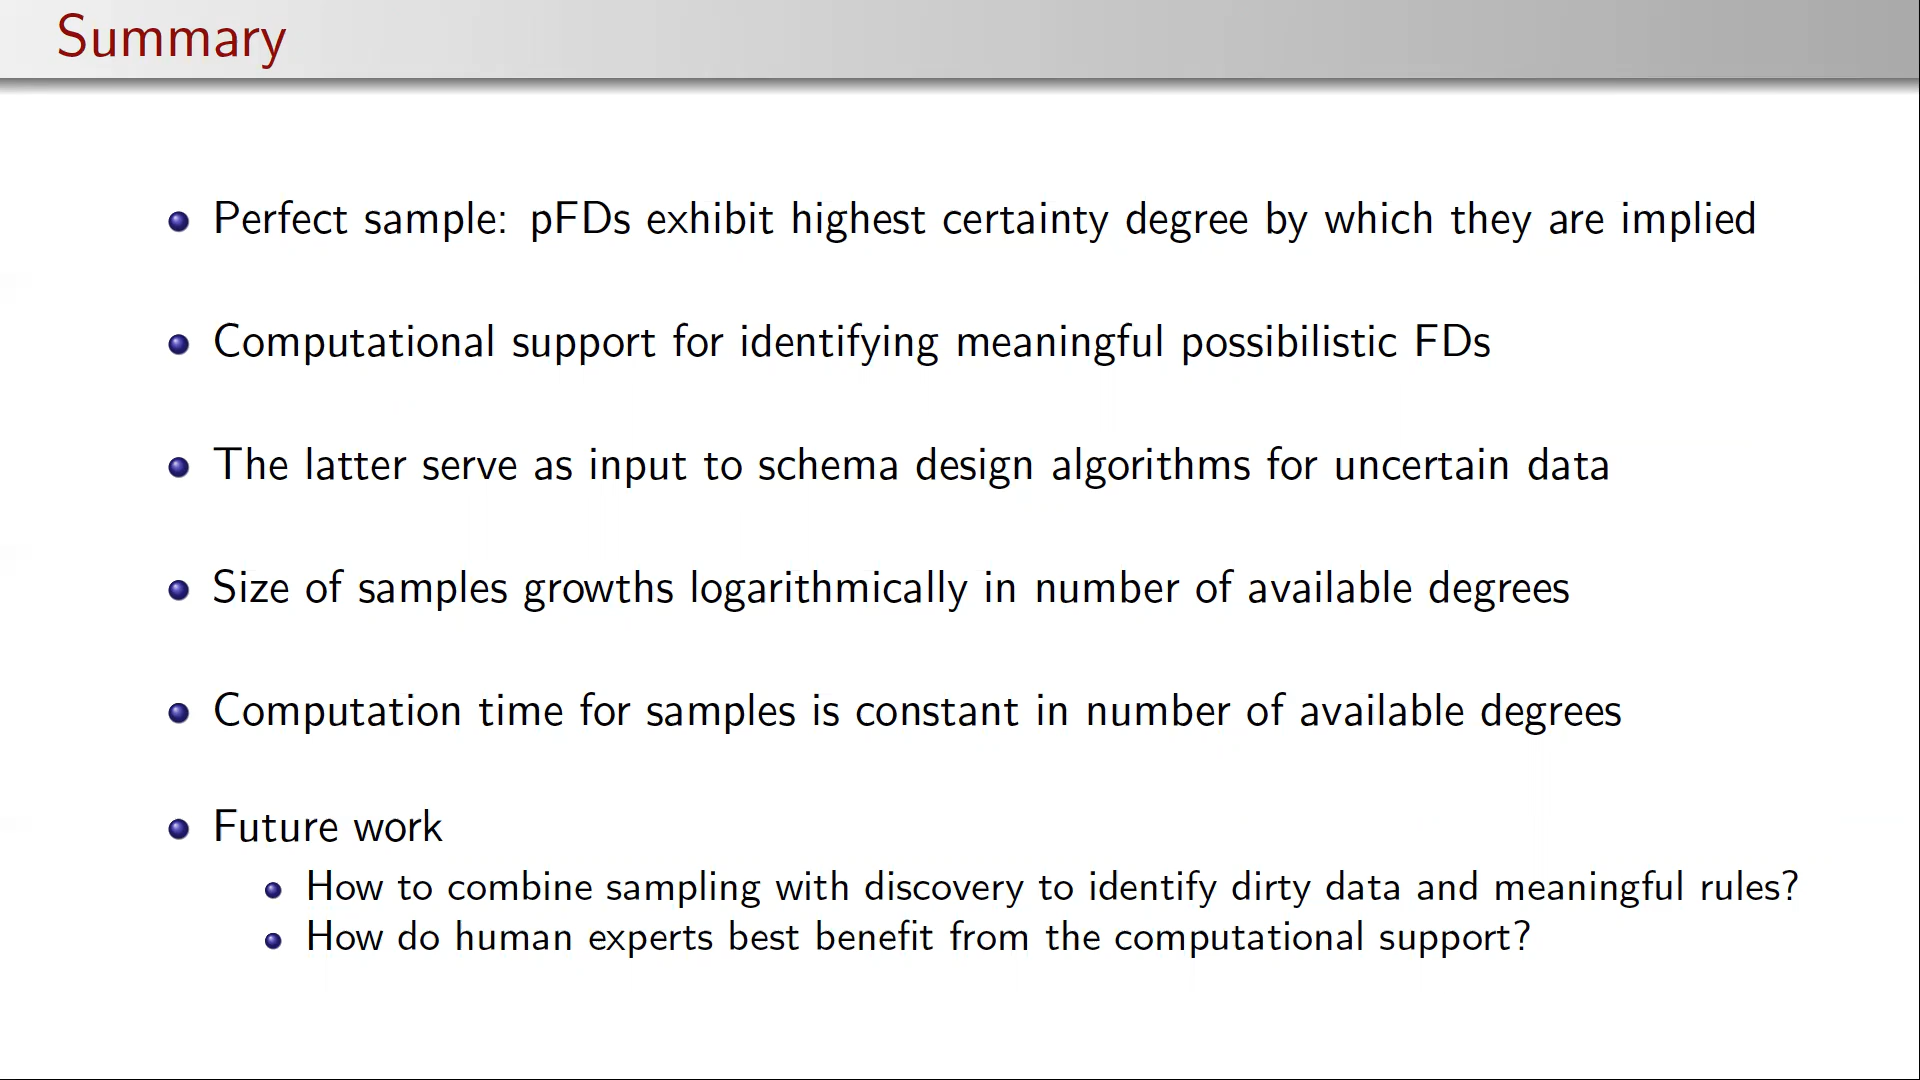 Summary
Perfect sample: pFDs exhibit highest certainty degree by which they are implied
Computational support for identifying meaningful possibilistic FDs
The latter serve as input to schema design algorithms for uncertain data
Size of samples growths logarithmically in number of available degrees
Computation time for samples is constant in number of available degrees
Future work
How to combine sampling with discovery to identify dirty data and meaningful rules?
How do human experts best benefit from the computational support?